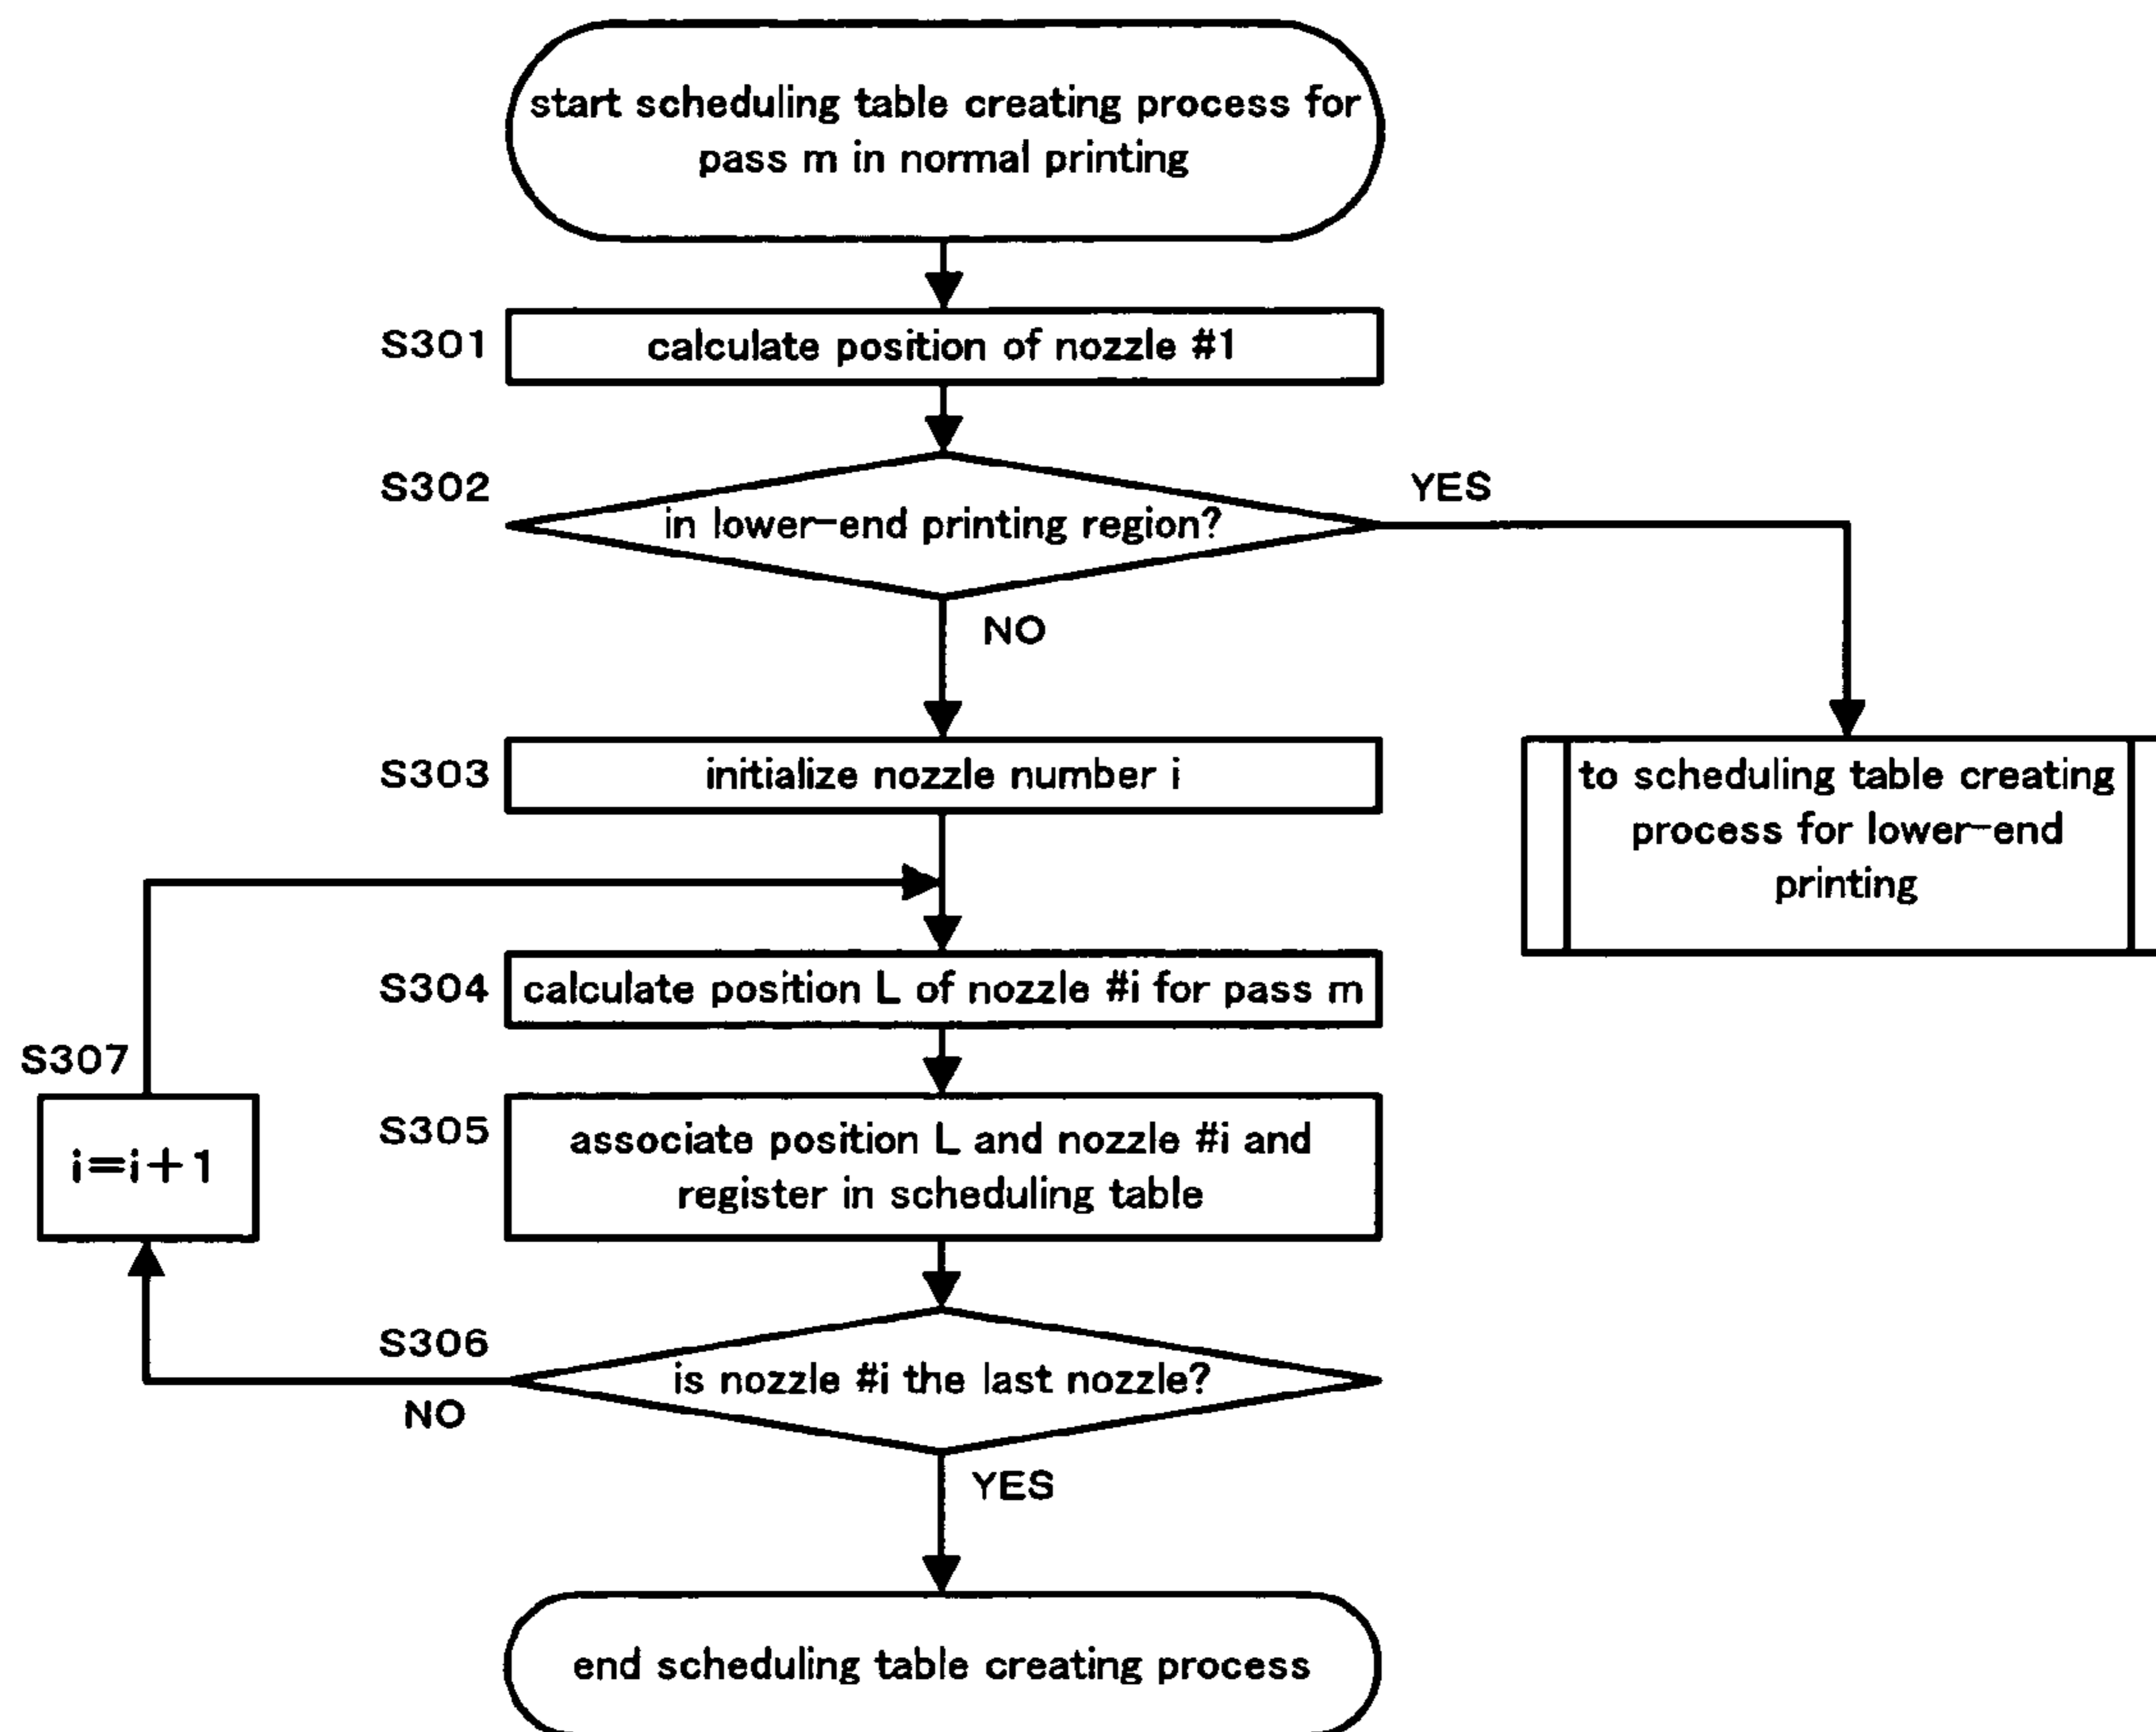 start scheduling table creating process for
pass m in normal printing
S301
calculate position of nozzle #1
S302
in lower-end printing region?
YES
NO
S303
initialize nozzle number i
to scheduling table creating
process for lower-end
printing
S304
calculate position L of nozzle #i for pass m
S307
i=i+1
S305
associate position L and nozzle #i and
register in scheduling table
S306
is nozzle #i the last nozzle?
NO
YES
end scheduling table creating process